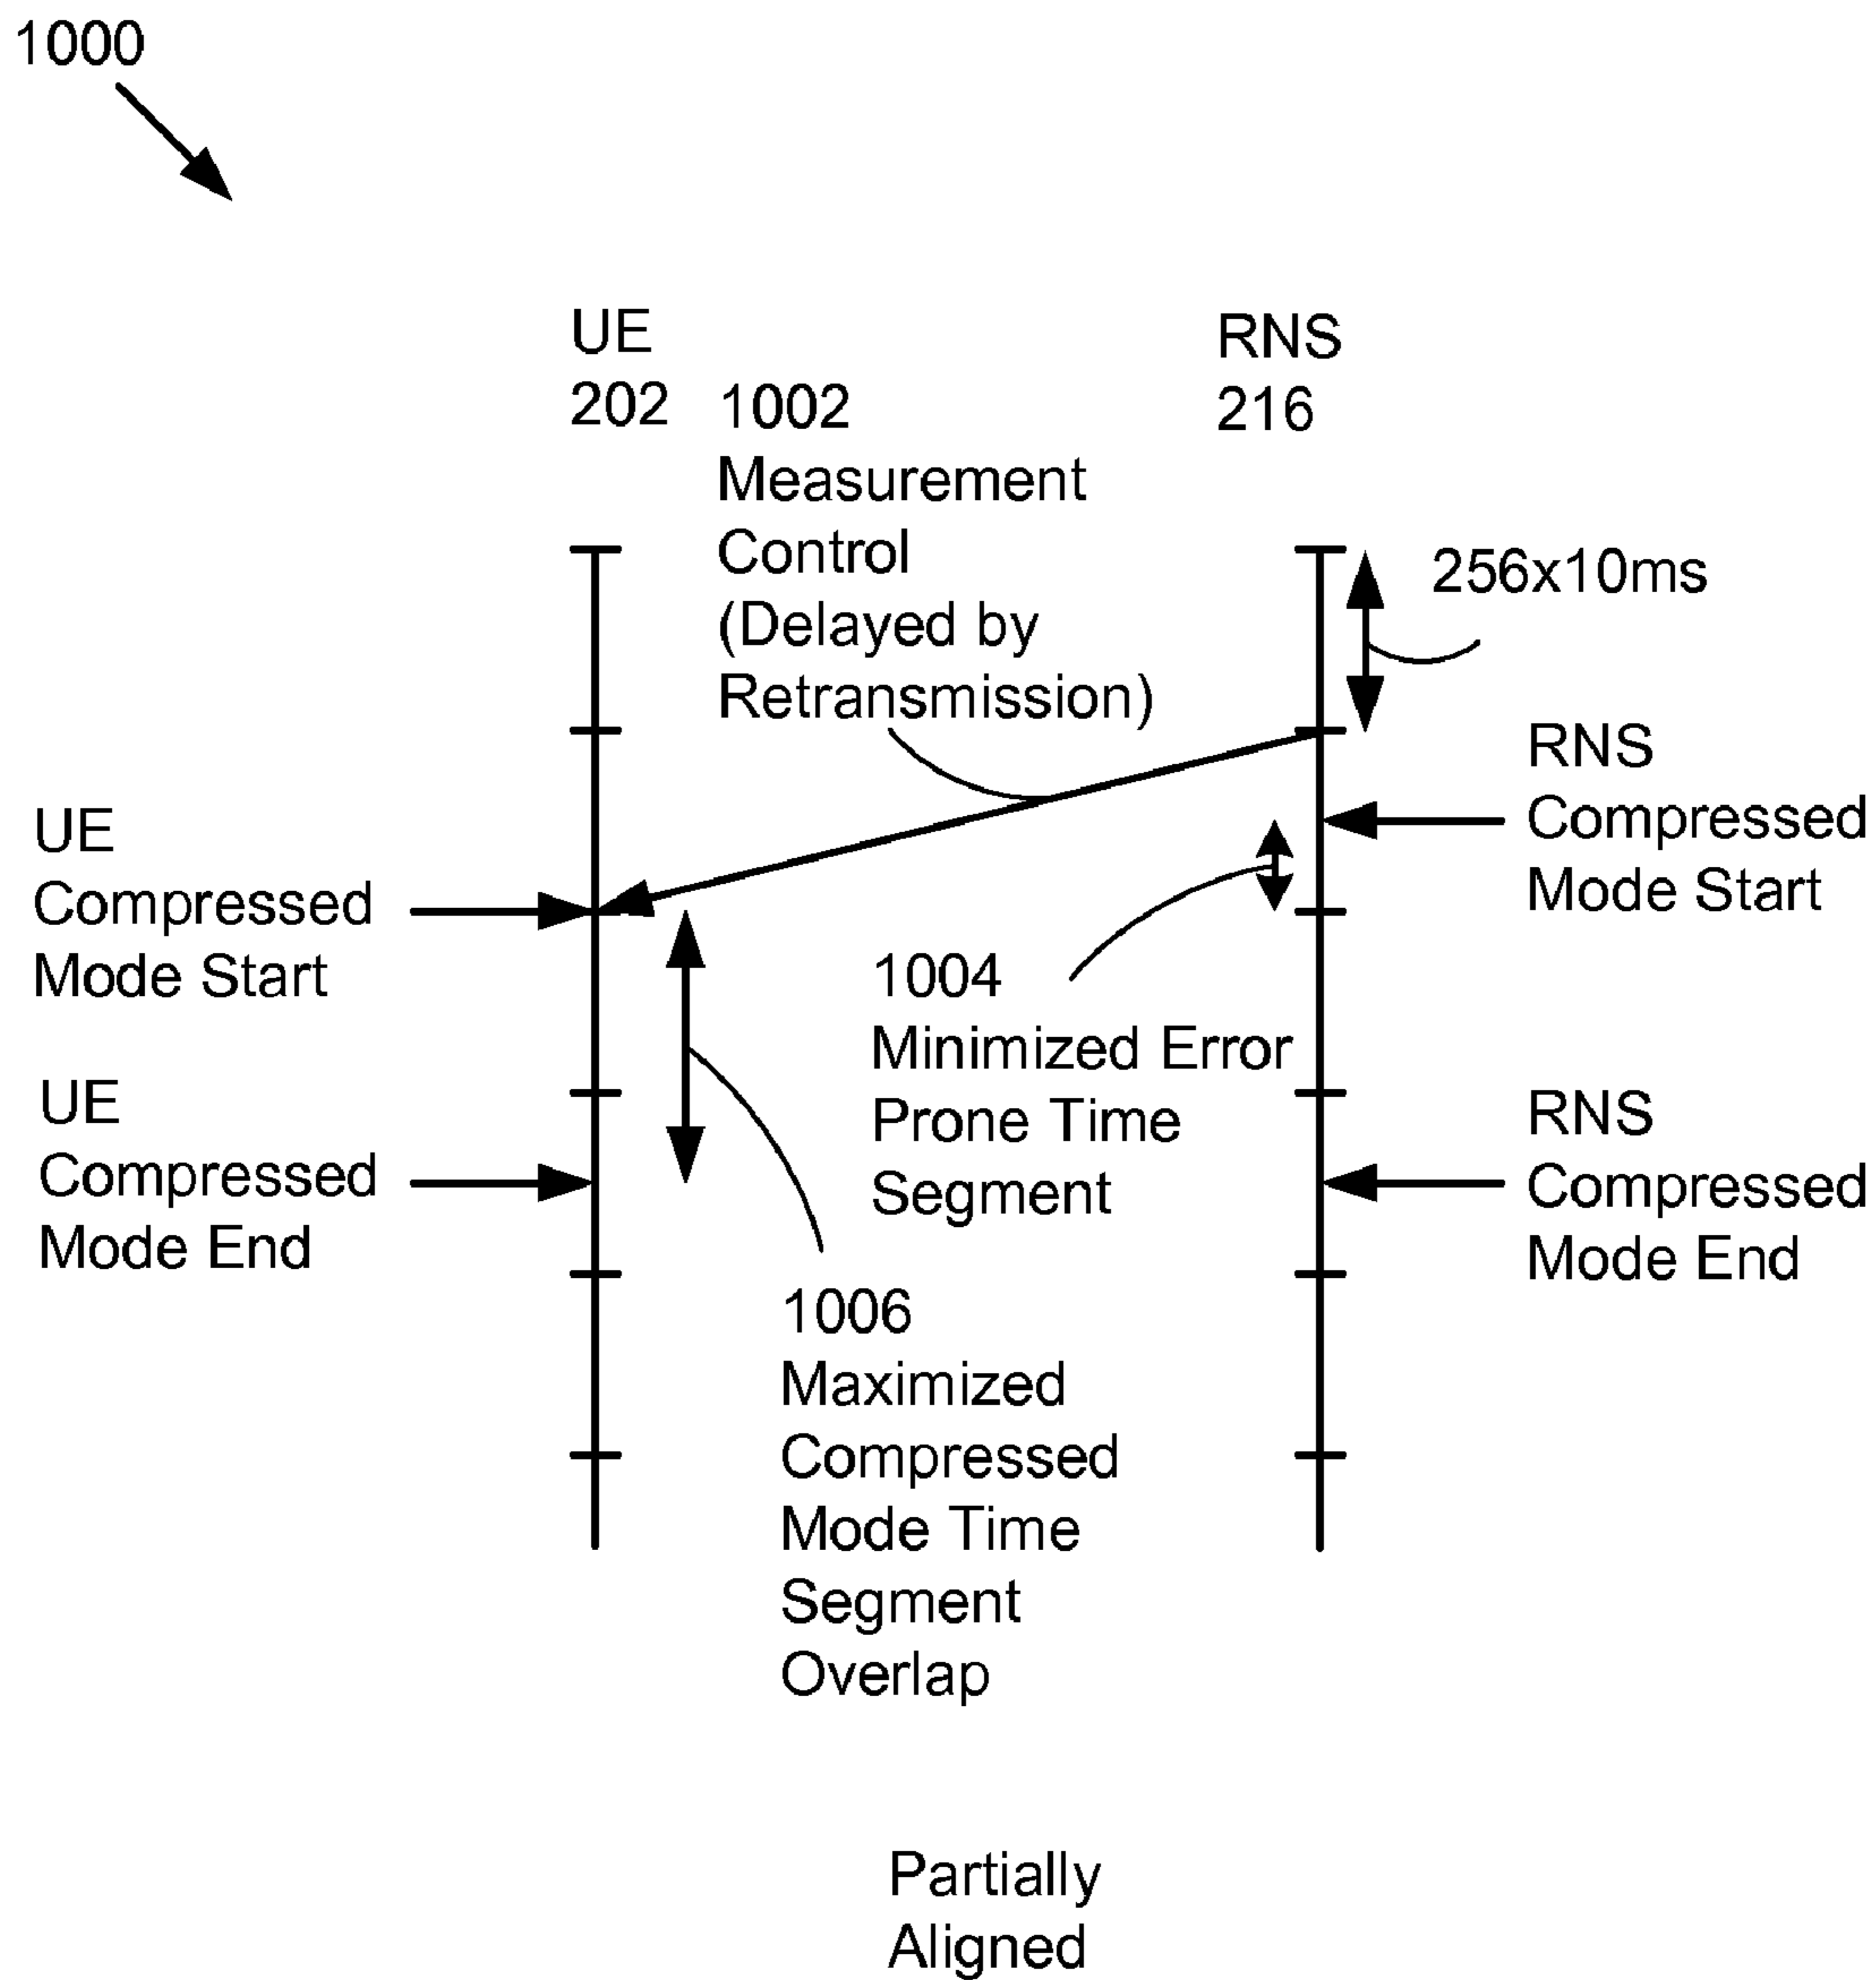 1000
UE
202
RNS
216
1002
Measurement
Control
(Delayed by
Retransmission)
256x10ms
RNS
Compressed
Mode Start
UE
Compressed
Mode Start
1004
Minimized Error
Prone Time
Segment
UE
Compressed
Mode End
RNS
Compressed
Mode End
1006
Maximized
Compressed
Mode Time
Segment
Overlap
Partially
Aligned